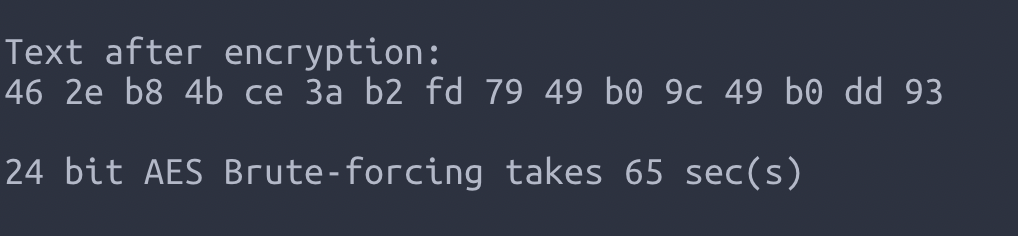 Text after encryption:
46 2e b8 4b ce 3a b2 fd 79 49 b0 9c 49 b0 dd 93
24 bit AES Brute-forcing takes 65 sec(s)